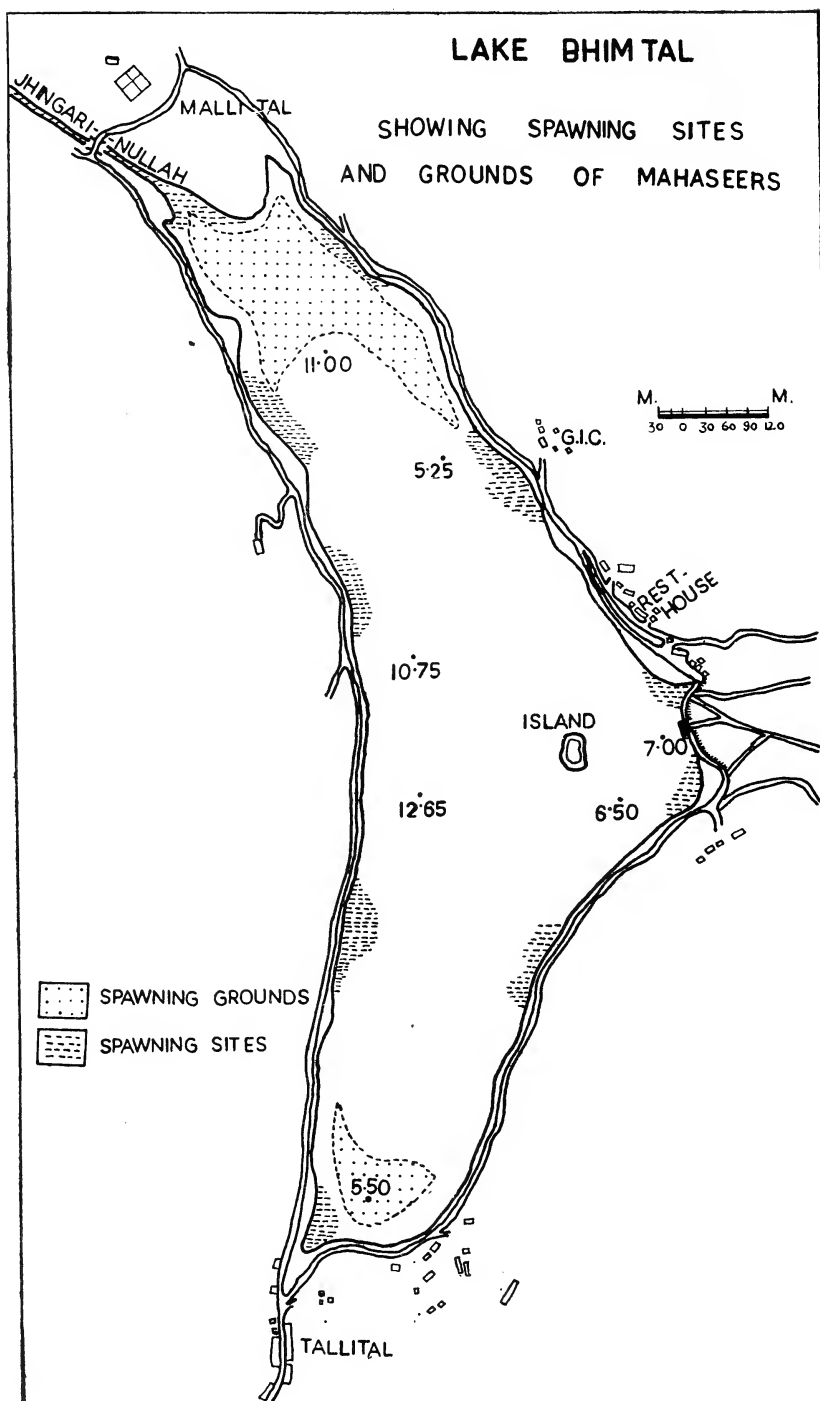 LAKE BHIMTAL
SHOWING SPAWNING SITES
AND GROUNDS OF MAHASEERS
JHINGARI-NULLAH
MALLITAL
11·00
M. M.
30 0 30 60 90 120
G.I.C.
5·25
REST-
HOUSE
10·75
ISLAND
7·00
12·65
6·50
SPAWNING GROUNDS
SPAWNING SITES
5·50
TALLITAL